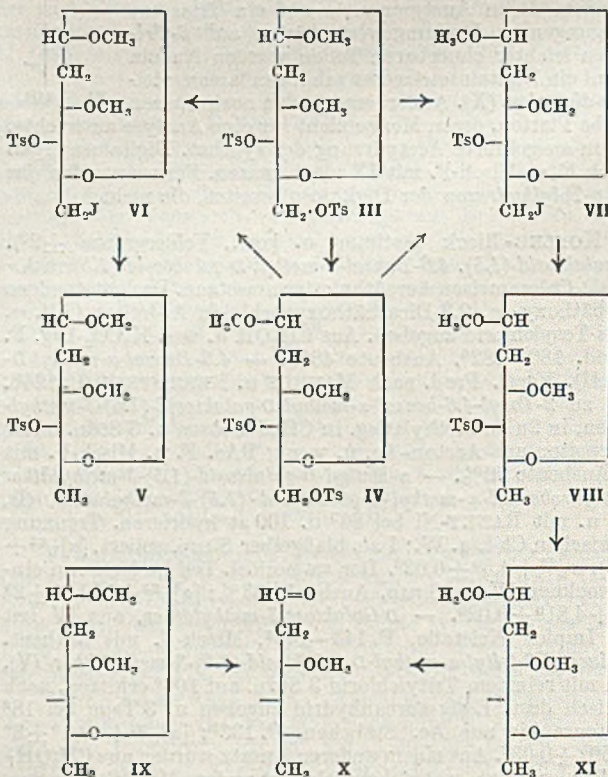 HC—OCH₃ HC—OCH₃ H₃CO—CH
CH₂ CH₂ CH₂
—OCH₃ —OCH₃ —OCH₃
TsO— TsO— TsO—
—O— —O— —O—
CH₂J VI CH₂·OTs III CH₂J VII
HC—OCH₃ H₃CO—CH H₃CO—CH
CH₂ CH₂ CH₂
—OCH₃ —OCH₃ —OCH₃
TsO— TsO— TsO—
—O— —O— —O—
CH₃ V CH₂OTs IV CH₃ VIII
HC—OCH₃ HC=O H₃CO—CH
CH₂ CH₂ CH₂
—OCH₃ —OCH₃ —OCH₃
—O— —O—
CH₃ IX CH₃ X CH₃ XI